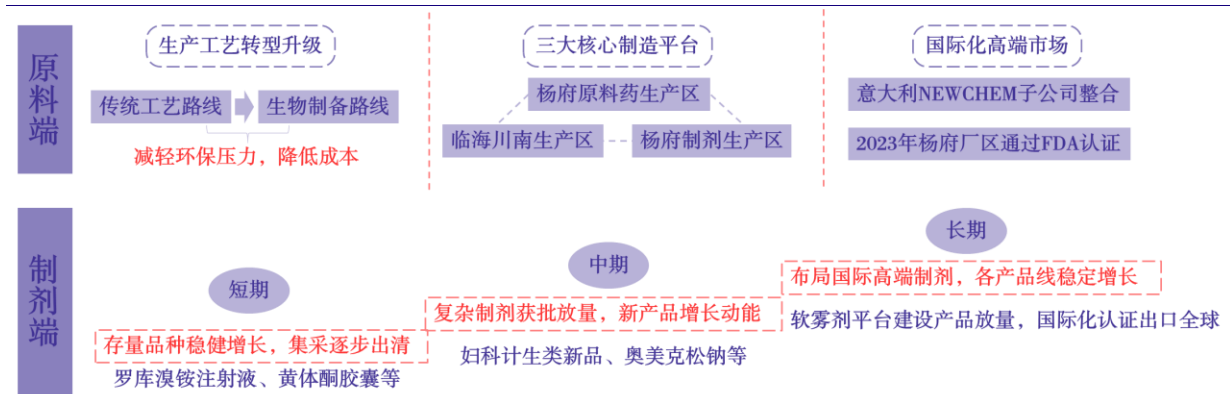 原料端
生产工艺转型升级
传统工艺路线
生物制备路线
减轻环保压力，降低成本
三大核心制造平台
杨府原料药生产区
临海川南生产区
杨府制剂生产区
国际化高端市场
意大利NEWCHEM子公司整合
2023年杨府厂区通过FDA认证
制剂端
短期
存量品种稳健增长，集采逐步出清
罗库溴铵注射液、黄体酮胶囊等
中期
复杂制剂获批放量，新产品增长动能
妇科计生类新品、奥美克松钠等
长期
布局国际高端制剂，各产品线稳定增长
软雾剂平台建设产品放量，国际化认证出口全球